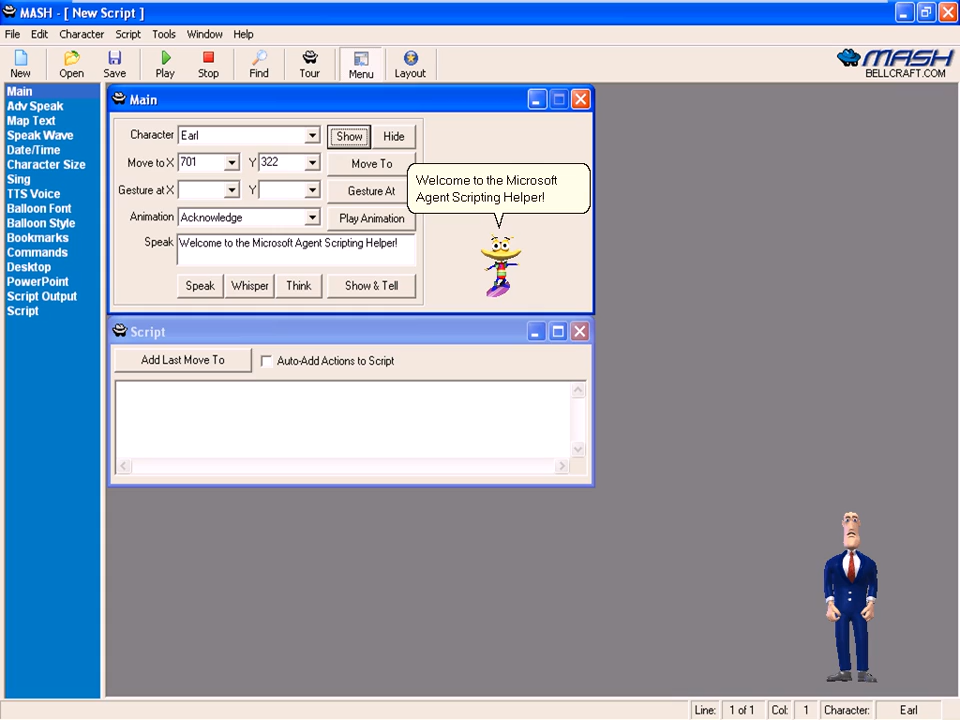 MASH - [ New Script ]
File Edit Character Script Tools Window Help
New Open Save Play Stop Find Tour Menu Layout
MASH
BELLCRAFT.COM
Main
Adv Speak
Map Text
Speak Wave
Date/Time
Character Size
Sing
TTS Voice
Balloon Font
Balloon Style
Bookmarks
Commands
Desktop
PowerPoint
Script Output
Script
Main
Character Earl Show Hide
Move to X 701 Y 322 Move To
Gesture at X Y Gesture At
Animation Acknowledge Play Animation
Speak Welcome to the Microsoft Agent Scripting Helper!
Speak Whisper Think Show & Tell
Welcome to the Microsoft
Agent Scripting Helper!
Script
Add Last Move To Auto-Add Actions to Script
Line: 1 of 1 Col: 1 Character: Earl